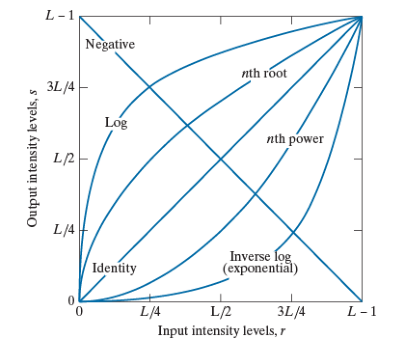 L − 1
Negative
nth root
3L/4
Log
nth power
L/2
L/4
Inverse log
(exponential)
Identity
0
0
L/4
L/2
3L/4
L − 1
Input intensity levels, r
Output intensity levels, s